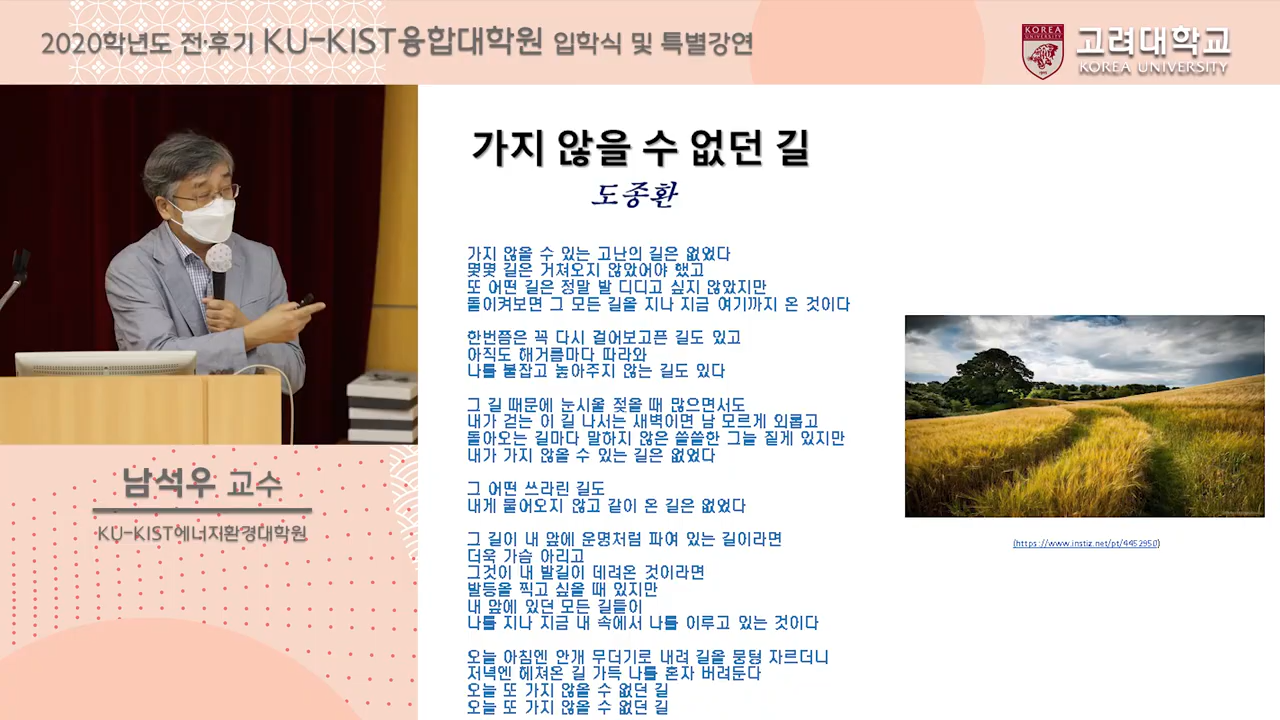 2020학년도 전·후기 KU-KIST융합대학원 입학식 및 특별강연
KOREA
UNIVERSITY
고려대학교
KOREA UNIVERSITY
가지 않을 수 없던 길
도종환
가지 않을 수 있는 고난의 길은 없었다
몇몇 길은 거쳐오지 않았어야 했고
또 어떤 길은 정말 발 디디고 싶지 않았지만
돌이켜보면 그 모든 길을 지나 지금 여기까지 온 것이다
한번쯤은 꼭 다시 걸어보고픈 길도 있고
아직도 해거름마다 따라와
나를 붙잡고 놓아주지 않는 길도 있다
그 길 때문에 눈시울 젖을 때 많으면서도
내가 걷는 이 길 나서는 새벽이면 남 모르게 외롭고
돌아오는 길마다 말하지 않은 쓸쓸한 그늘 짙게 있지만
내가 가지 않을 수 있는 길은 없었다
그 어떤 쓰라린 길도
내게 물어오지 않고 같이 온 길은 없었다
그 길이 내 앞에 운명처럼 파여 있는 길이라면
더욱 가슴 아리고
그것이 내 발길이 데려온 것이라면
발등을 찍고 싶을 때 있지만
내 앞에 있던 모든 길들이
나를 지나 지금 내 속에서 나를 이루고 있는 것이다
오늘 아침엔 안개 무더기로 내려 길을 뭉텅 자르더니
저녁엔 헤쳐온 길 가득 나를 혼자 버려둔다
오늘 또 가지 않을 수 없던 길
오늘 또 가지 않을 수 없던 길
(https://www.instiz.net/pt/4452950)
남석우 교수
KU-KIST에너지환경대학원